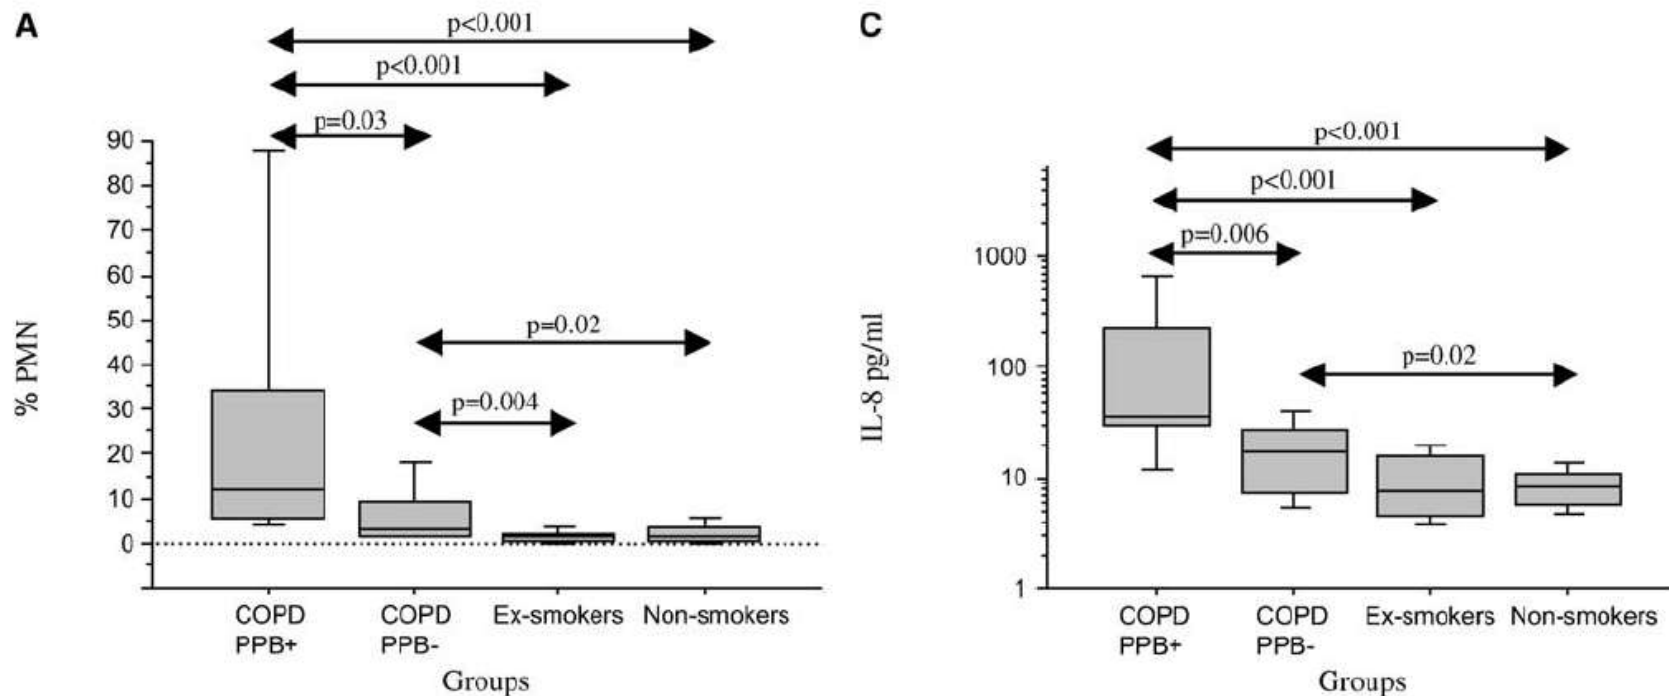 A
p<0.001
p<0.001
p=0.03
90
80
70
60
50
40
30
20
10
0
% PMN
p=0.02
p=0.004
COPD PPB+
COPD PPB-
Ex-smokers
Non-smokers
Groups
C
p<0.001
p<0.001
p=0.006
1000
100
10
1
IL-8 pg/ml
p=0.02
COPD PPB+
COPD PPB-
Ex-smokers
Non-smokers
Groups